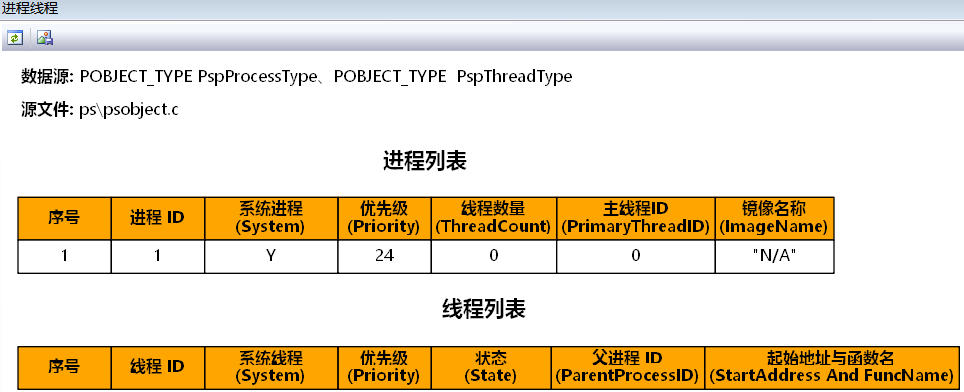 进程线程
数据源: POBJECT_TYPE PspProcessType、POBJECT_TYPE PspThreadType
源文件: ps\psobject.c
进程列表
序号 进程 ID 系统进程 (System) 优先级 (Priority) 线程数量 (ThreadCount) 主线程ID (PrimaryThreadID) 镜像名称 (ImageName)
1 1 Y 24 0 0 "N/A"
线程列表
序号 线程 ID 系统线程 (System) 优先级 (Priority) 状态 (State) 父进程 ID (ParentProcessID) 起始地址与函数名 (StartAddress And FuncName)